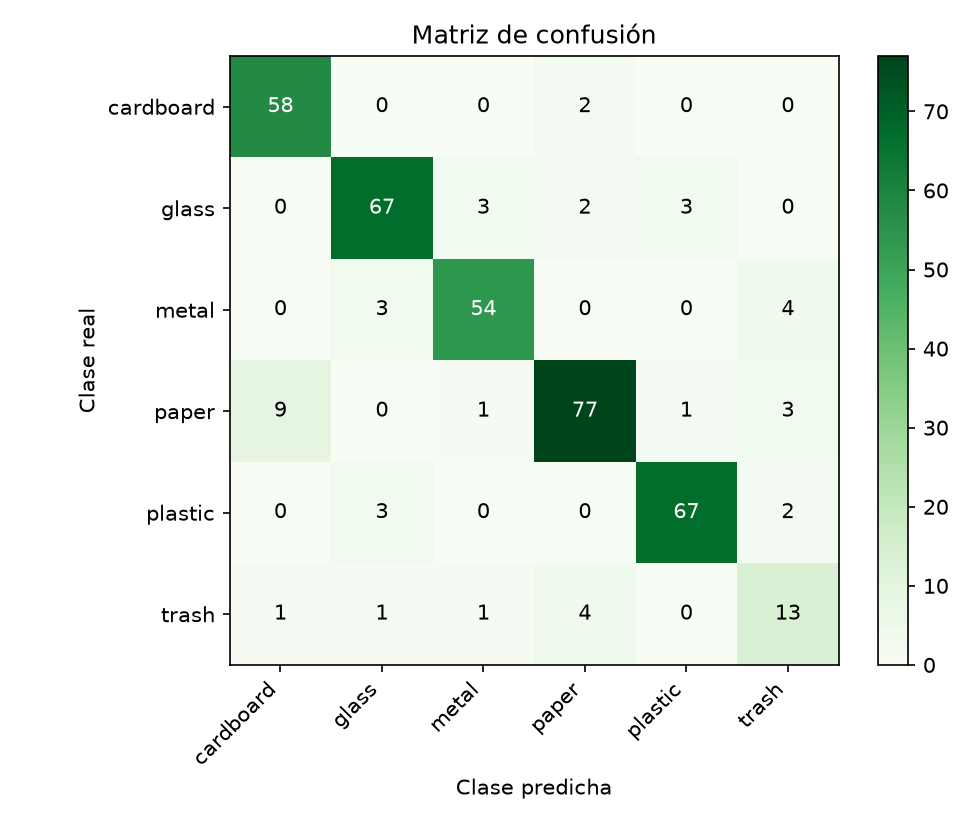 Matriz de confusión
cardboard 58 0 0 2 0 0
glass 0 67 3 2 3 0
metal 0 3 54 0 0 4
paper 9 0 1 77 1 3
plastic 0 3 0 0 67 2
trash 1 1 1 4 0 13
cardboard glass metal paper plastic trash
Clase predicha
Clase real
70
60
50
40
30
20
10
0